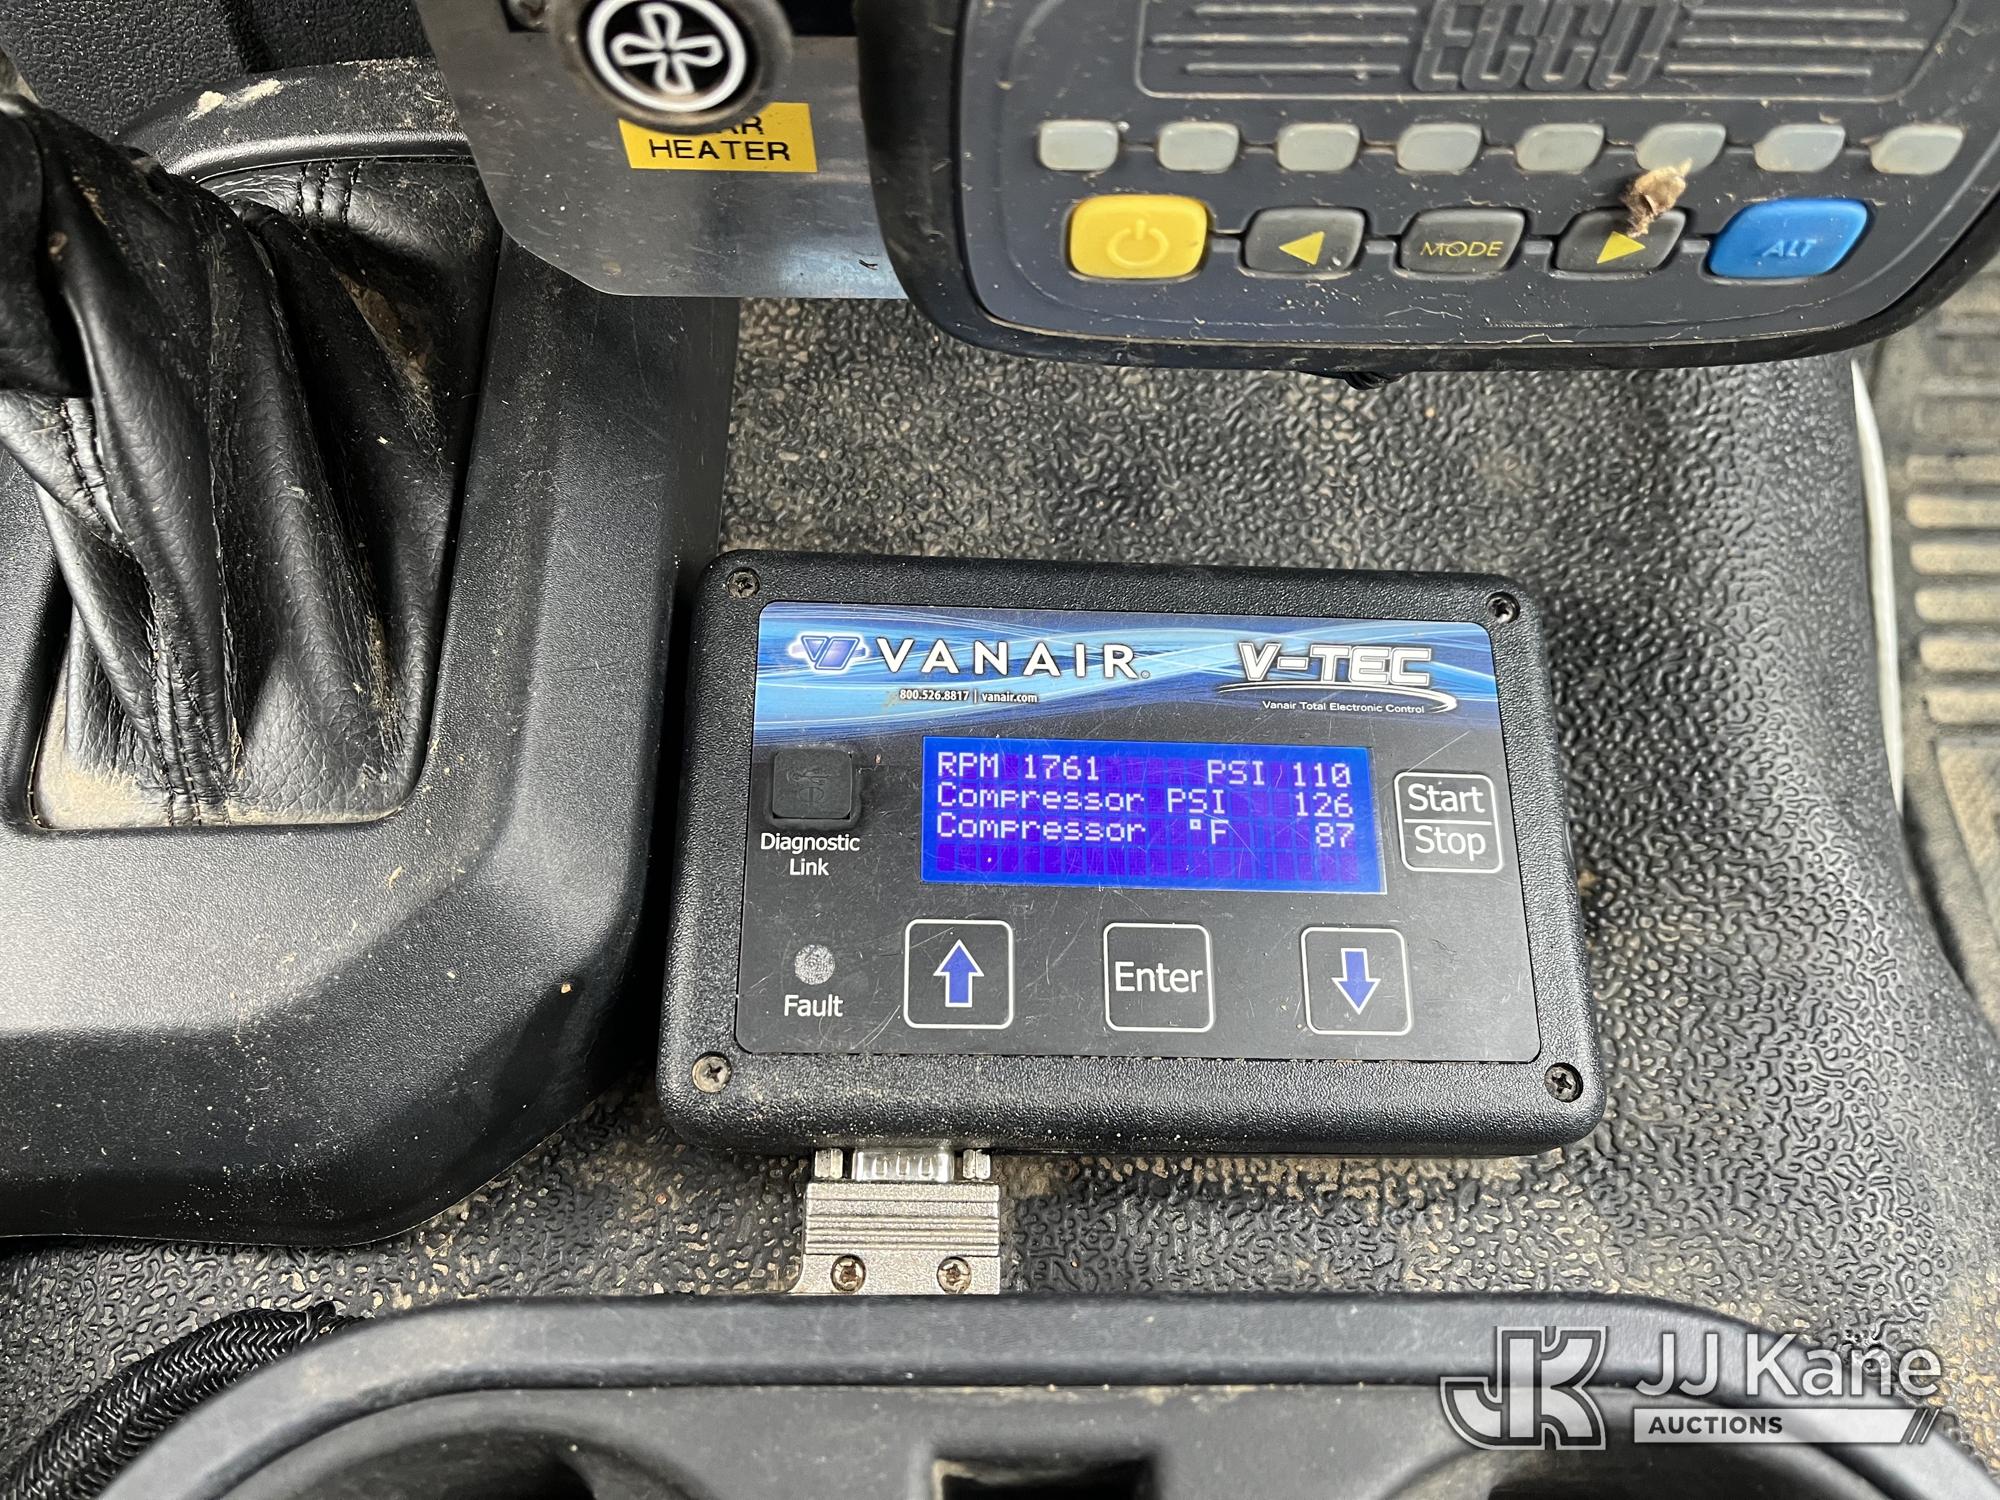 ECCO
HEATER
MODE
ALT
VANAIR®
800.526.8817 | vanair.com
V-TEC
Vanair Total Electronic Control
RPM 1761 PSI 110
Compressor PSI 126
Compressor °F 87
Start
Stop
Diagnostic
Link
Fault
Enter
JK
JJ Kane
AUCTIONS